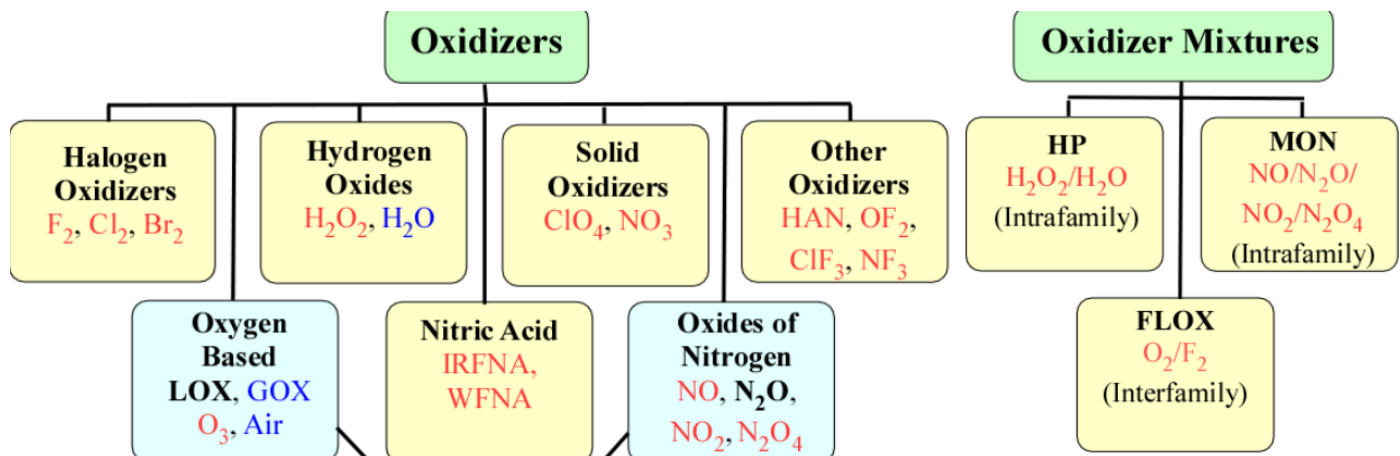 Oxidizers
Oxidizer Mixtures
Halogen
Oxidizers
F₂, Cl₂, Br₂
Hydrogen
Oxides
H₂O₂, H₂O
Solid
Oxidizers
ClO₄, NO₃
Other
Oxidizers
HAN, OF₂,
ClF₃, NF₃
HP
H₂O₂/H₂O
(Intrafamily)
MON
NO/N₂O/
NO₂/N₂O₄
(Intrafamily)
Oxygen
Based
LOX, GOX
O₃, Air
Nitric Acid
IRFNA,
WFNA
Oxides of
Nitrogen
NO, N₂O,
NO₂, N₂O₄
FLOX
O₂/F₂
(Interfamily)